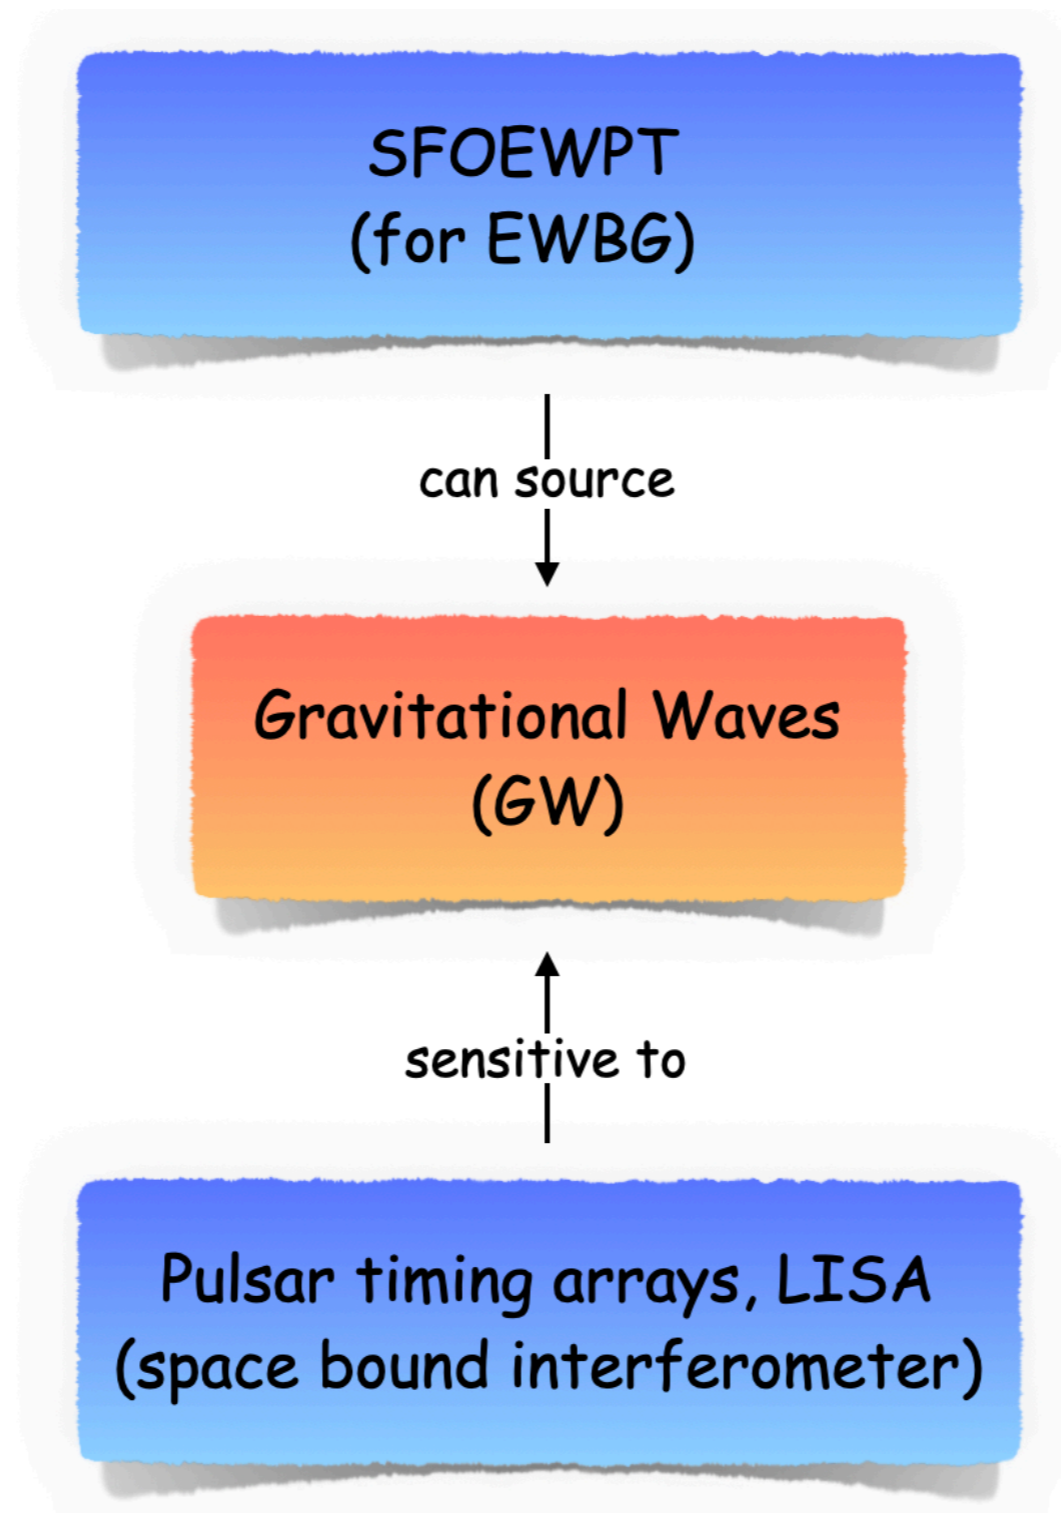 SFOEWPT
(for EWBG)
can source
Gravitational Waves
(GW)
sensitive to
Pulsar timing arrays, LISA
(space bound interferometer)